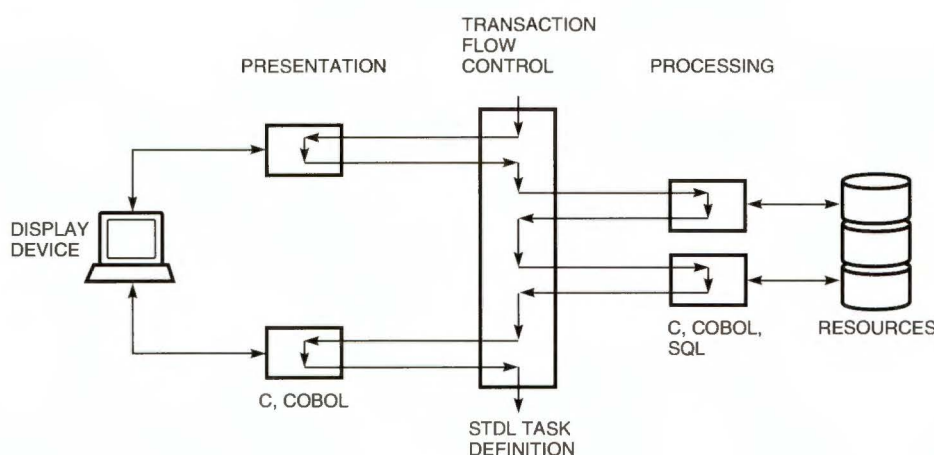 TRANSACTION
FLOW
CONTROL
PRESENTATION
PROCESSING
DISPLAY
DEVICE
C, COBOL
C, COBOL,
SQL
RESOURCES
STDL TASK
DEFINITION